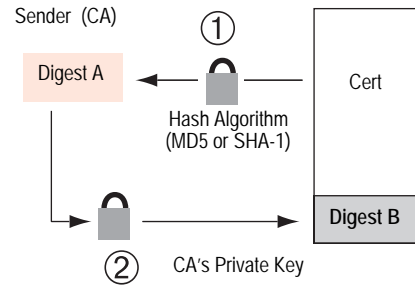 Sender (CA)
①
Digest A
Cert
Hash Algorithm
(MD5 or SHA-1)
Digest B
②
CA's Private Key